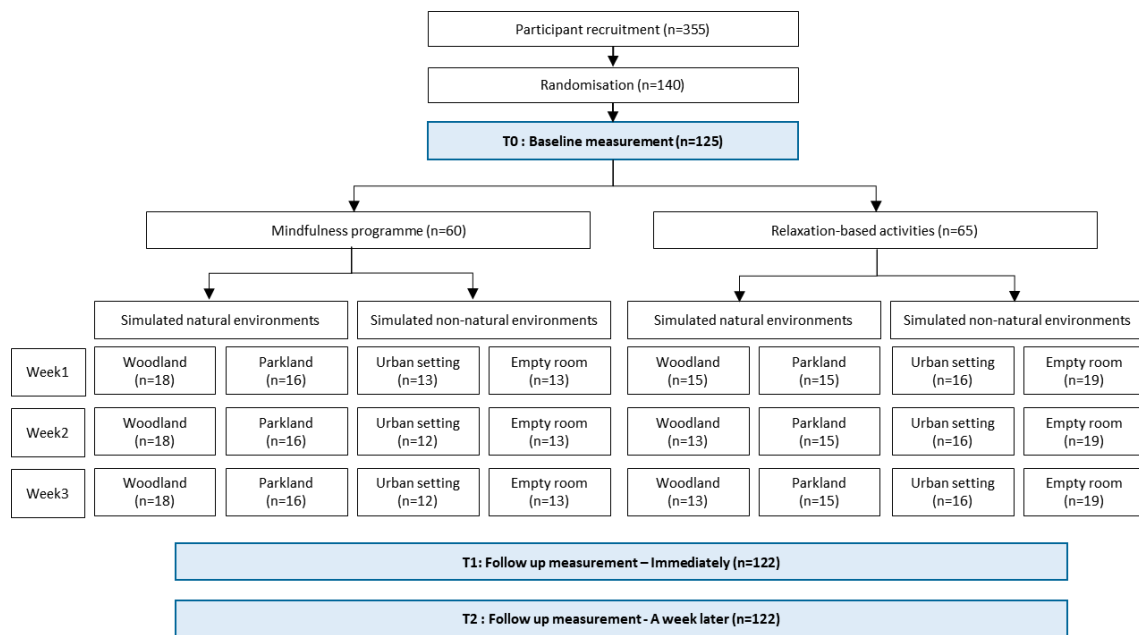 Participant recruitment (n=355)
Randomisation (n=140)
T0 : Baseline measurement (n=125)
Mindfulness programme (n=60)
Relaxation-based activities (n=65)
Simulated natural environments
Simulated non-natural environments
Simulated natural environments
Simulated non-natural environments
Week1
Woodland
(n=18)
Parkland
(n=16)
Urban setting
(n=13)
Empty room
(n=13)
Woodland
(n=15)
Parkland
(n=15)
Urban setting
(n=16)
Empty room
(n=19)
Week2
Woodland
(n=18)
Parkland
(n=16)
Urban setting
(n=12)
Empty room
(n=13)
Woodland
(n=13)
Parkland
(n=15)
Urban setting
(n=16)
Empty room
(n=19)
Week3
Woodland
(n=18)
Parkland
(n=16)
Urban setting
(n=12)
Empty room
(n=13)
Woodland
(n=13)
Parkland
(n=15)
Urban setting
(n=16)
Empty room
(n=19)
T1: Follow up measurement – Immediately (n=122)
T2 : Follow up measurement - A week later (n=122)